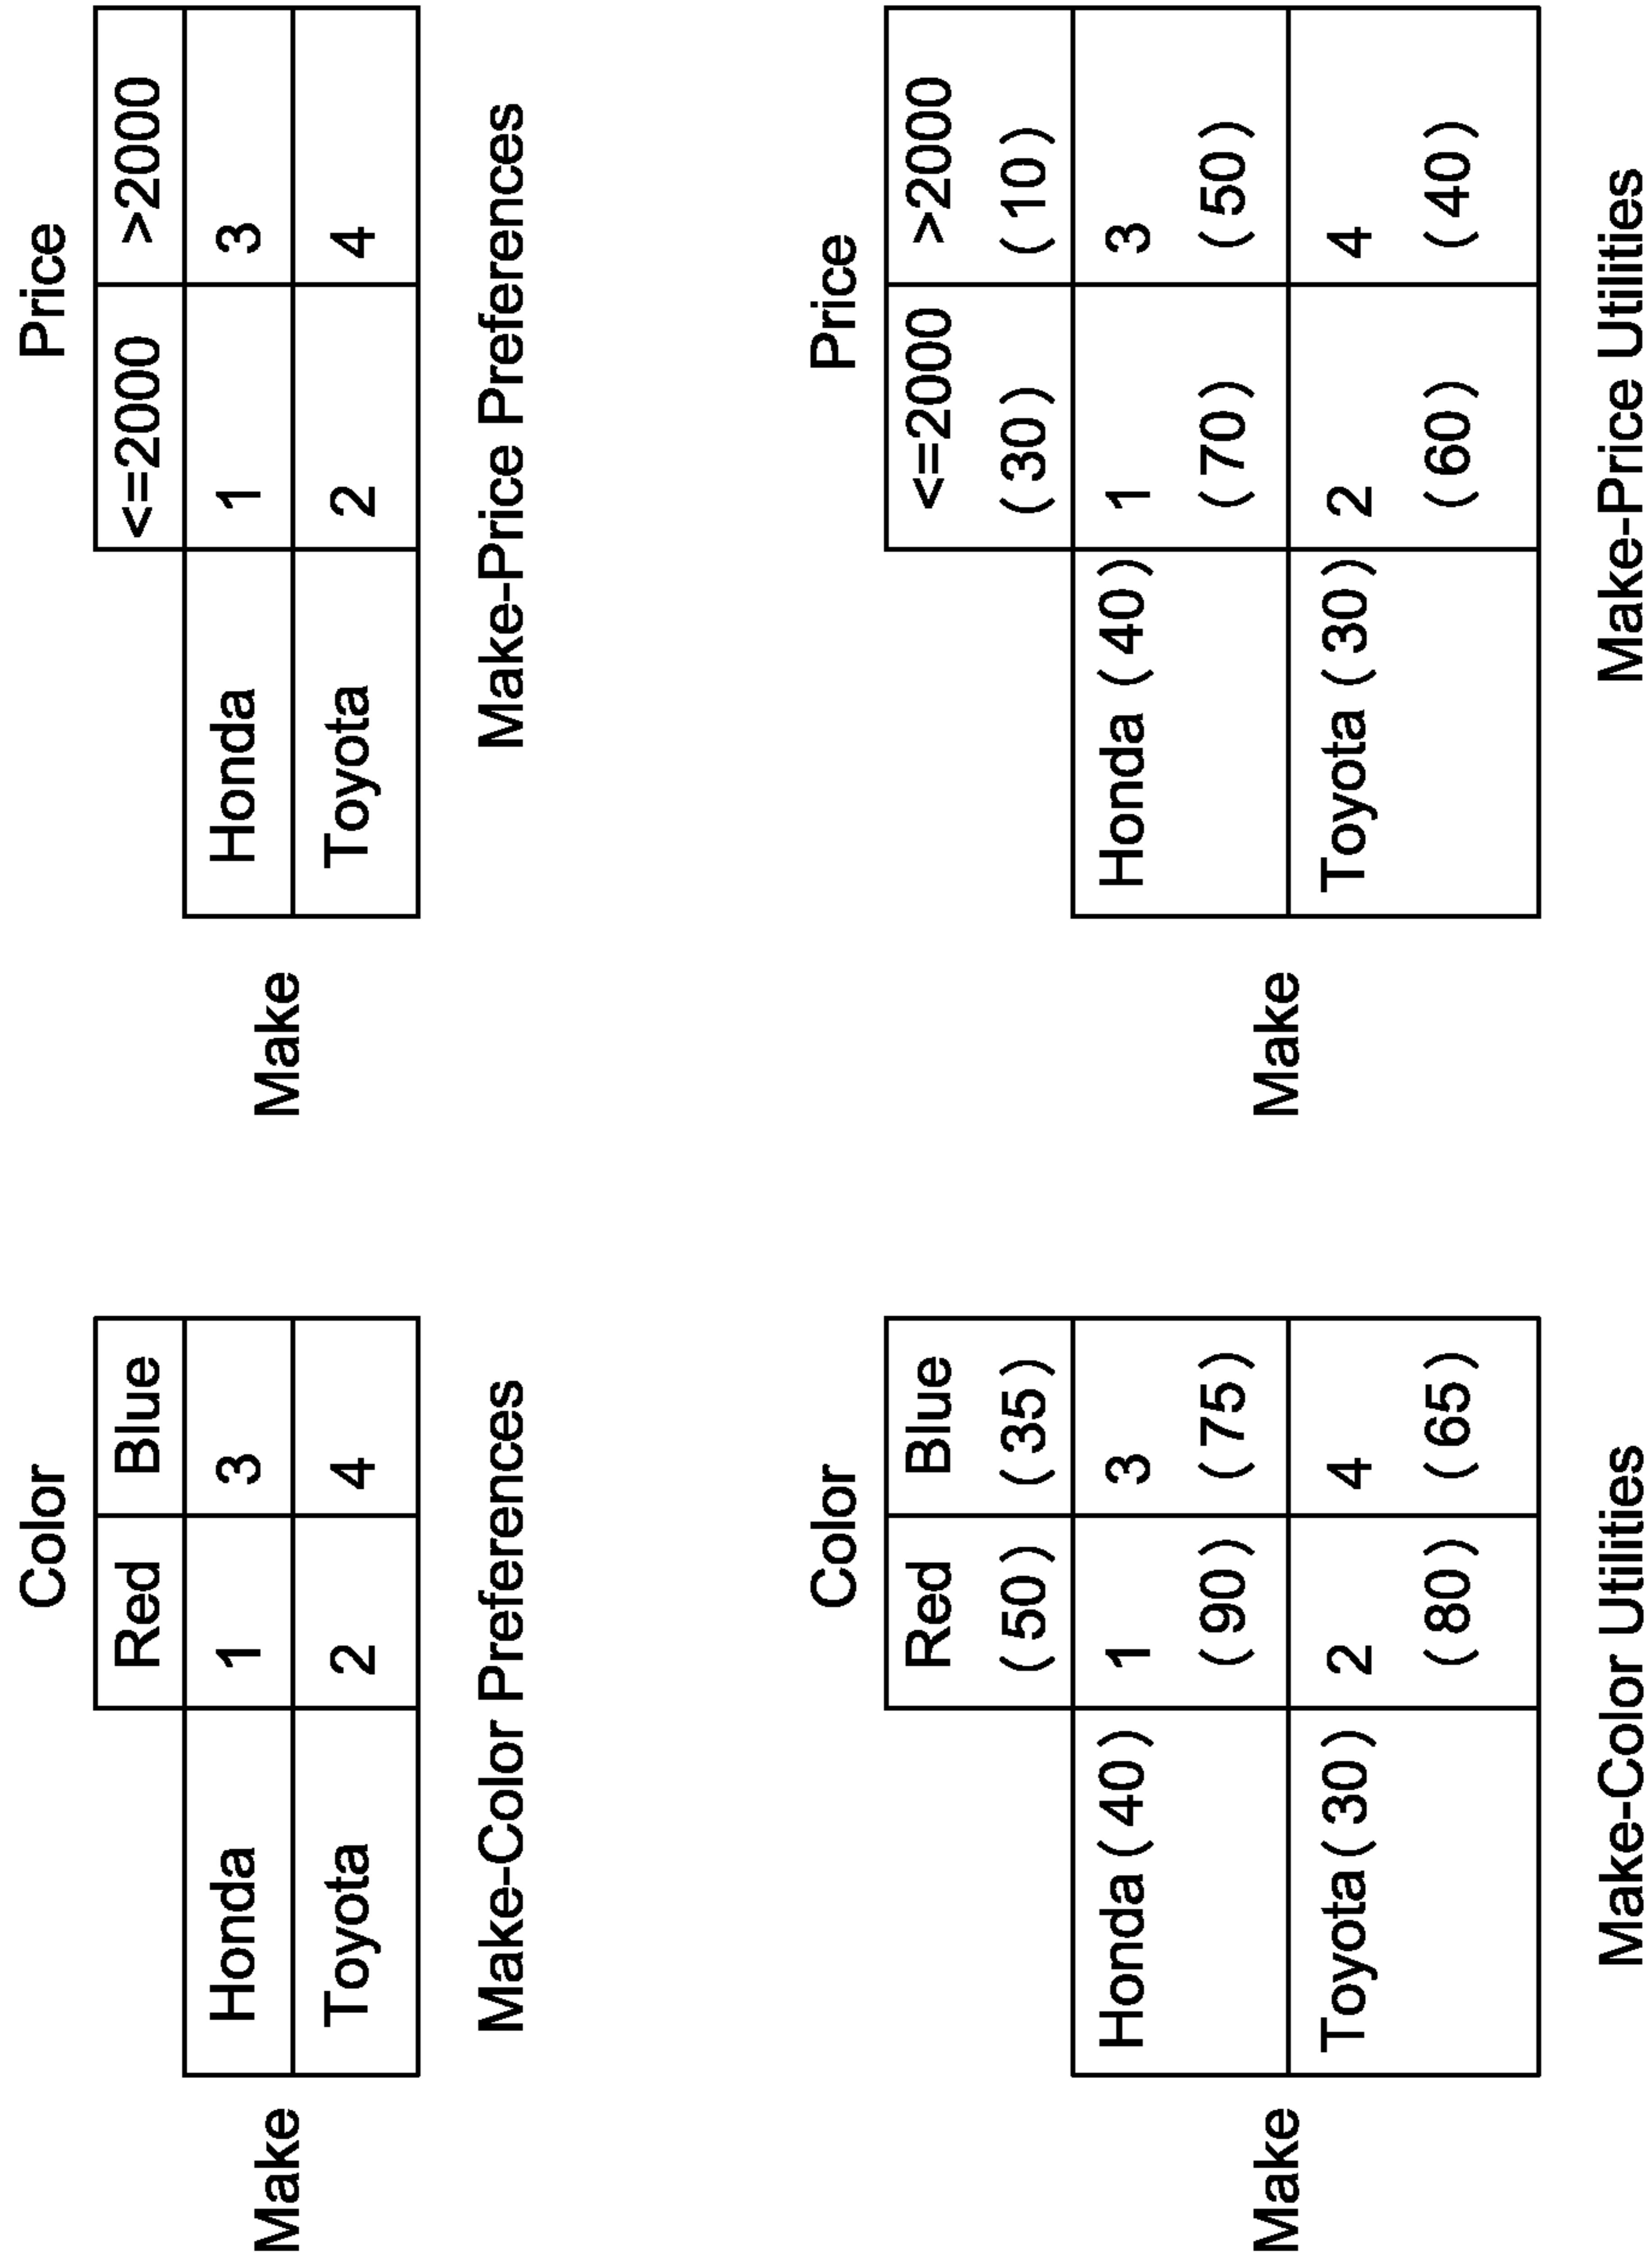 Color
Red Blue
Make
Honda 1 3
Toyota 2 4
Make-Color Preferences
Price
<=2000 >2000
Make
Honda 1 3
Toyota 2 4
Make-Price Preferences
Color
Red Blue
(50) (35)
Make
Honda(40) 1 3
(90) (75)
Toyota(30) 2 4
(80) (65)
Make-Color Utilities
Price
<=2000 >2000
(30) (10)
Make
Honda (40) 1 3
(70) (50)
Toyota (30) 2 4
(60) (40)
Make-Price Utilities